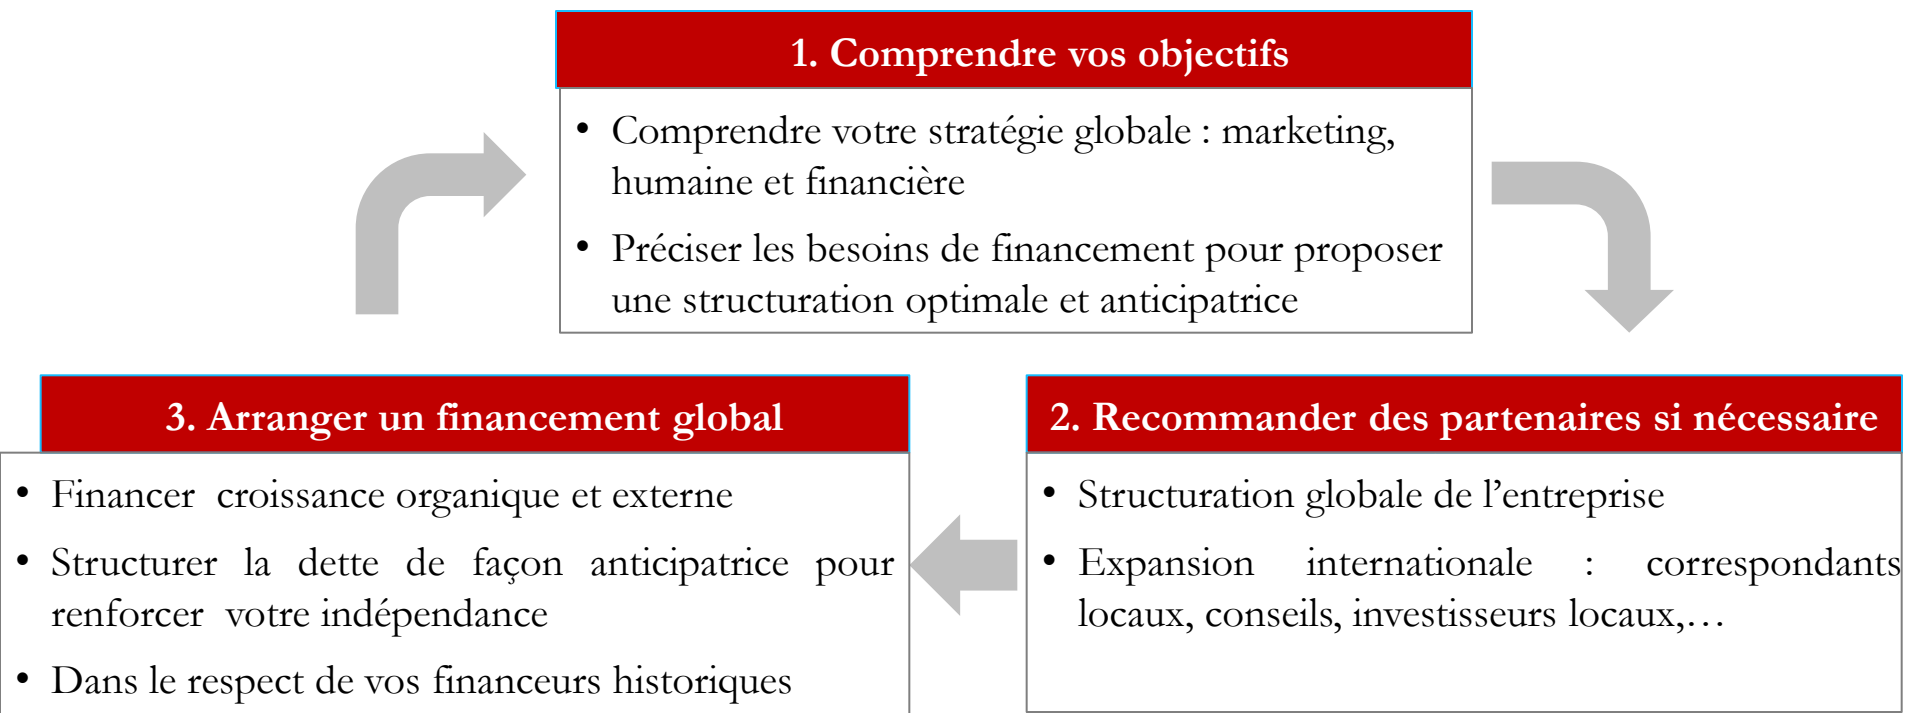 1. Comprendre vos objectifs
• Comprendre votre stratégie globale : marketing,
humaine et financière
• Préciser les besoins de financement pour proposer
une structuration optimale et anticipatrice
2. Recommander des partenaires si nécessaire
• Structuration globale de l’entreprise
• Expansion internationale : correspondants
locaux, conseils, investisseurs locaux,…
3. Arranger un financement global
• Financer croissance organique et externe
• Structurer la dette de façon anticipatrice pour
renforcer votre indépendance
• Dans le respect de vos financeurs historiques